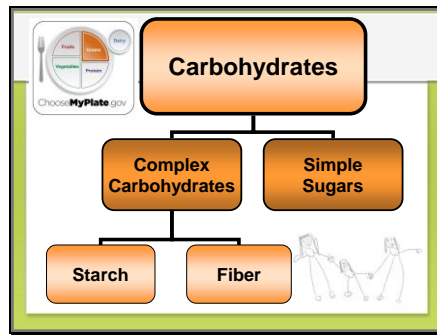 Fruits
Grains
Dairy
Vegetables
Protein
ChooseMyPlate.gov
Carbohydrates
Complex
Carbohydrates
Simple
Sugars
Starch
Fiber